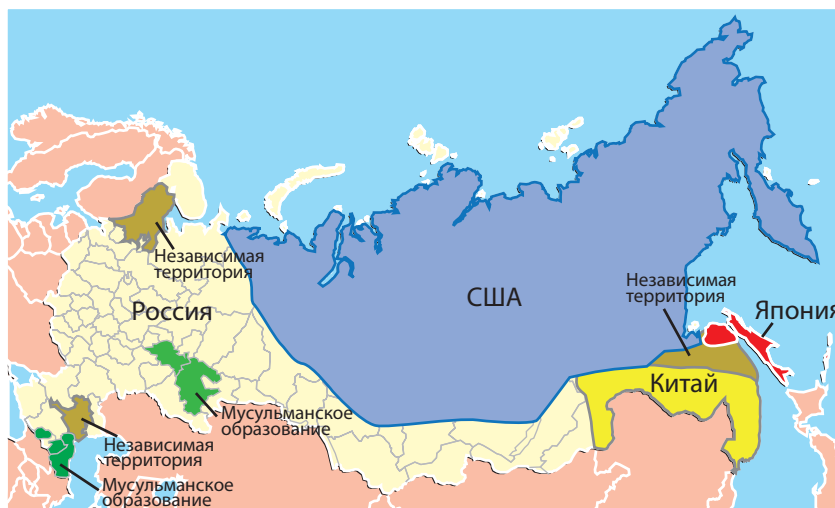 США
Независимая
территория
Независимая
территория
Япония
Россия
Китай
Мусульманское
образование
Независимая
территория
Мусульманское
образование